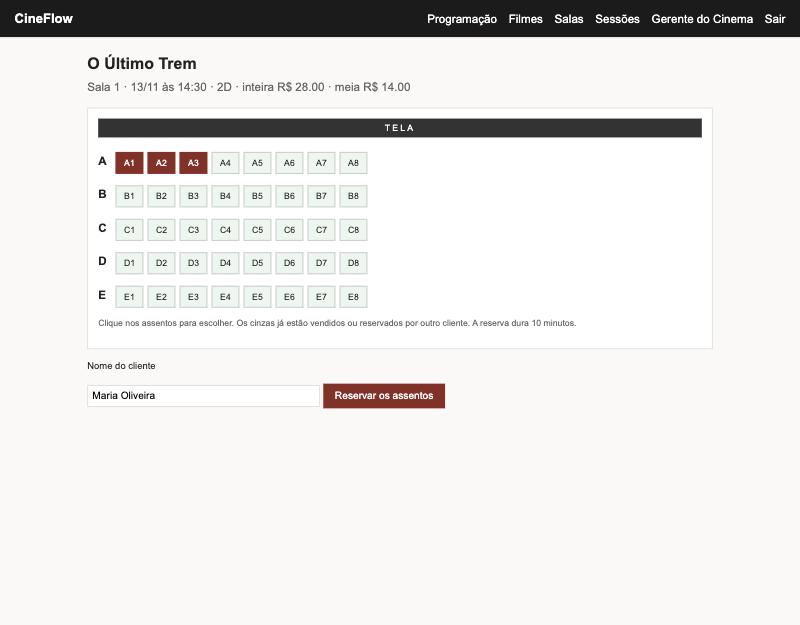 CineFlow Programação Filmes Salas Sessões Gerente do Cinema Sair
O Último Trem
Sala 1 · 13/11 às 14:30 · 2D · inteira R$ 28.00 · meia R$ 14.00
TELA
A A1 A2 A3 A4 A5 A6 A7 A8
B B1 B2 B3 B4 B5 B6 B7 B8
C C1 C2 C3 C4 C5 C6 C7 C8
D D1 D2 D3 D4 D5 D6 D7 D8
E E1 E2 E3 E4 E5 E6 E7 E8
Clique nos assentos para escolher. Os cinzas já estão vendidos ou reservados por outro cliente. A reserva dura 10 minutos.
Nome do cliente
Maria Oliveira Reservar os assentos